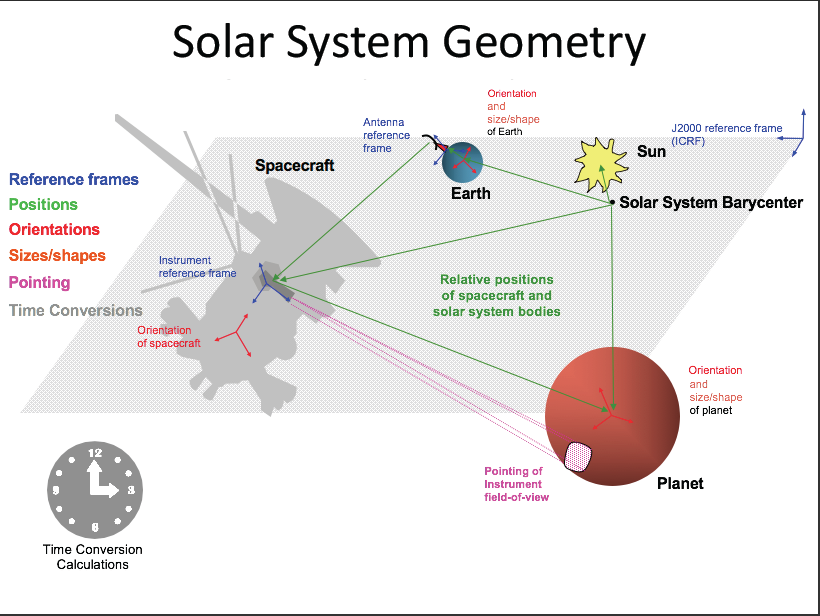 Solar System Geometry
Orientation
and
size/shape
of Earth
Antenna
reference
frame
J2000 reference frame
(ICRF)
Sun
Spacecraft
Earth
Solar System Barycenter
Reference frames
Positions
Orientations
Sizes/shapes
Pointing
Time Conversions
Instrument
reference frame
Relative positions
of spacecraft and
solar system bodies
Orientation
of spacecraft
Orientation
and
size/shape
of planet
Pointing of
Instrument
field-of-view
Planet
12
9
3
6
Time Conversion
Calculations